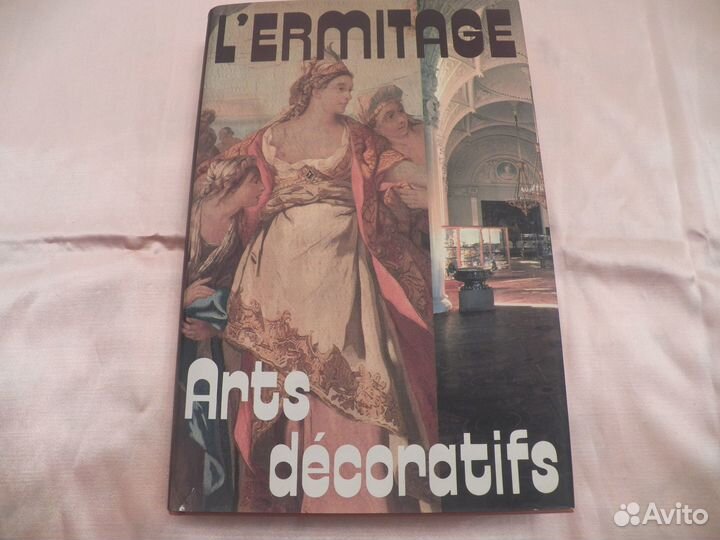 L'ERMITAGE
Arts
décoratifs
Avito